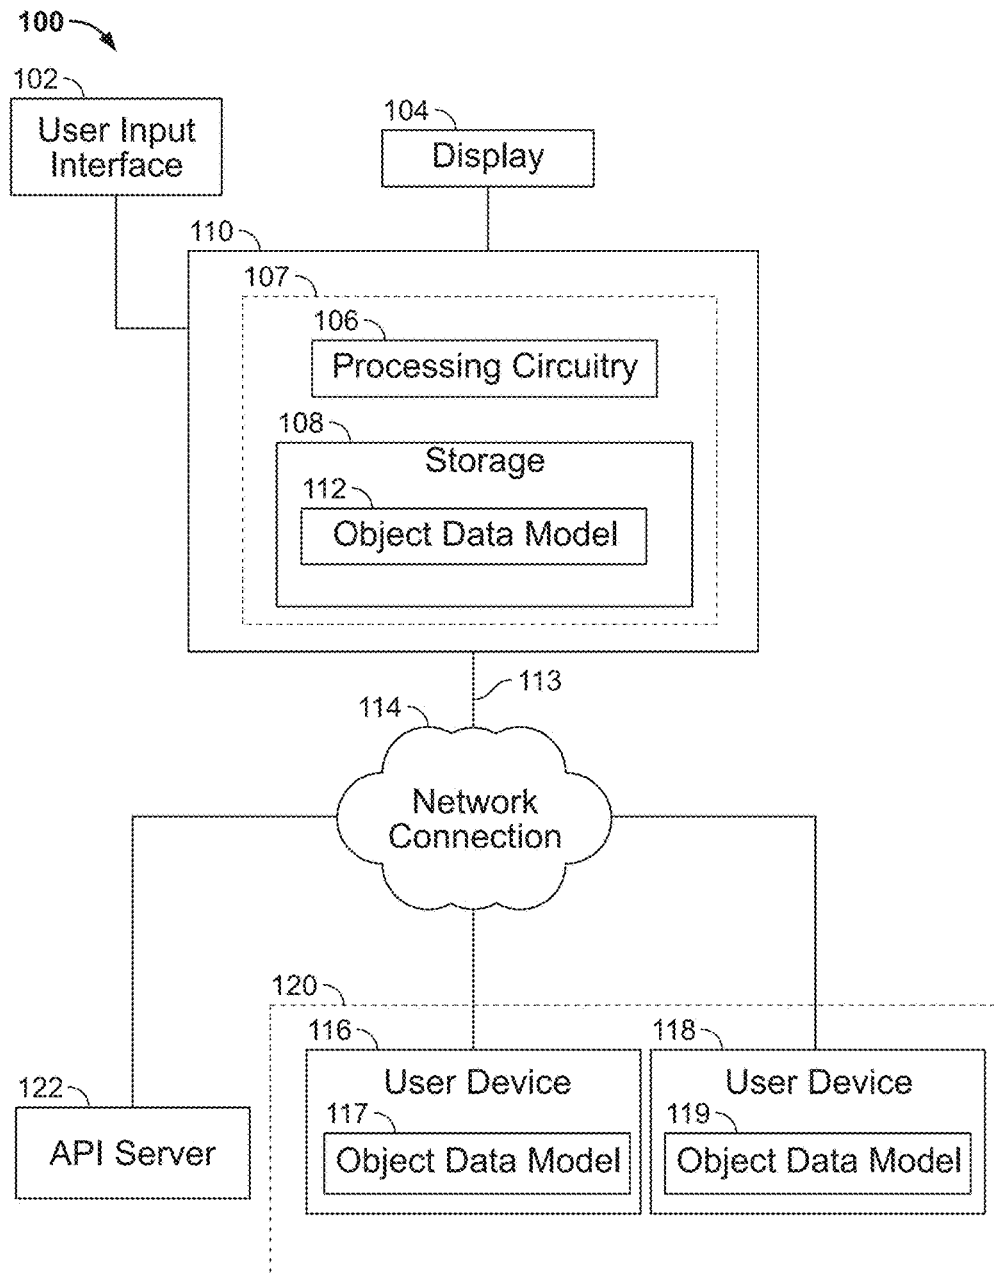 100
102
User Input
Interface
104
Display
110
107
106
Processing Circuitry
108
Storage
112
Object Data Model
113
114
Network
Connection
120
116
User Device
117
Object Data Model
118
User Device
119
Object Data Model
122
API Server